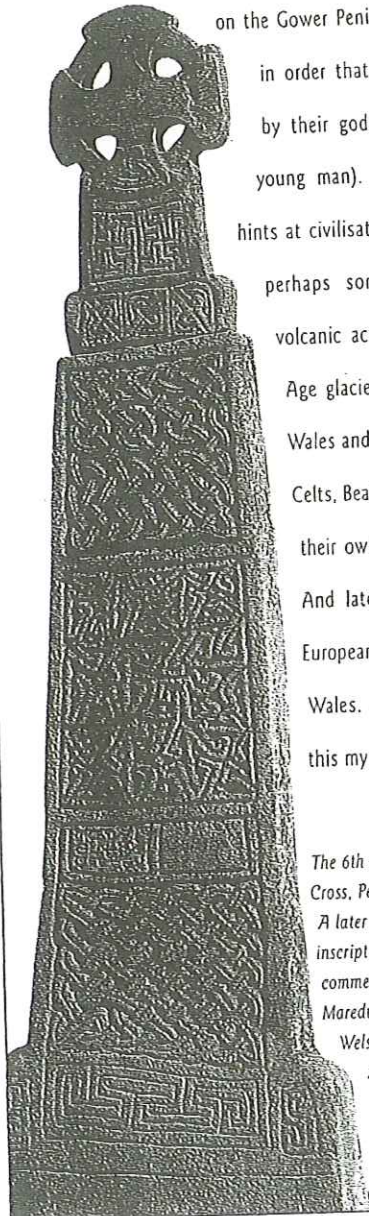 on the Gower Peni
in order that
by their god
young man).
hints at civilisat
perhaps som
volcanic ac
Age glacie
Wales and
Celts, Bea
their ow
And late
European
Wales.
this my
The 6th
Cross, Pe
A later
inscript
comme
Maredu
Wels